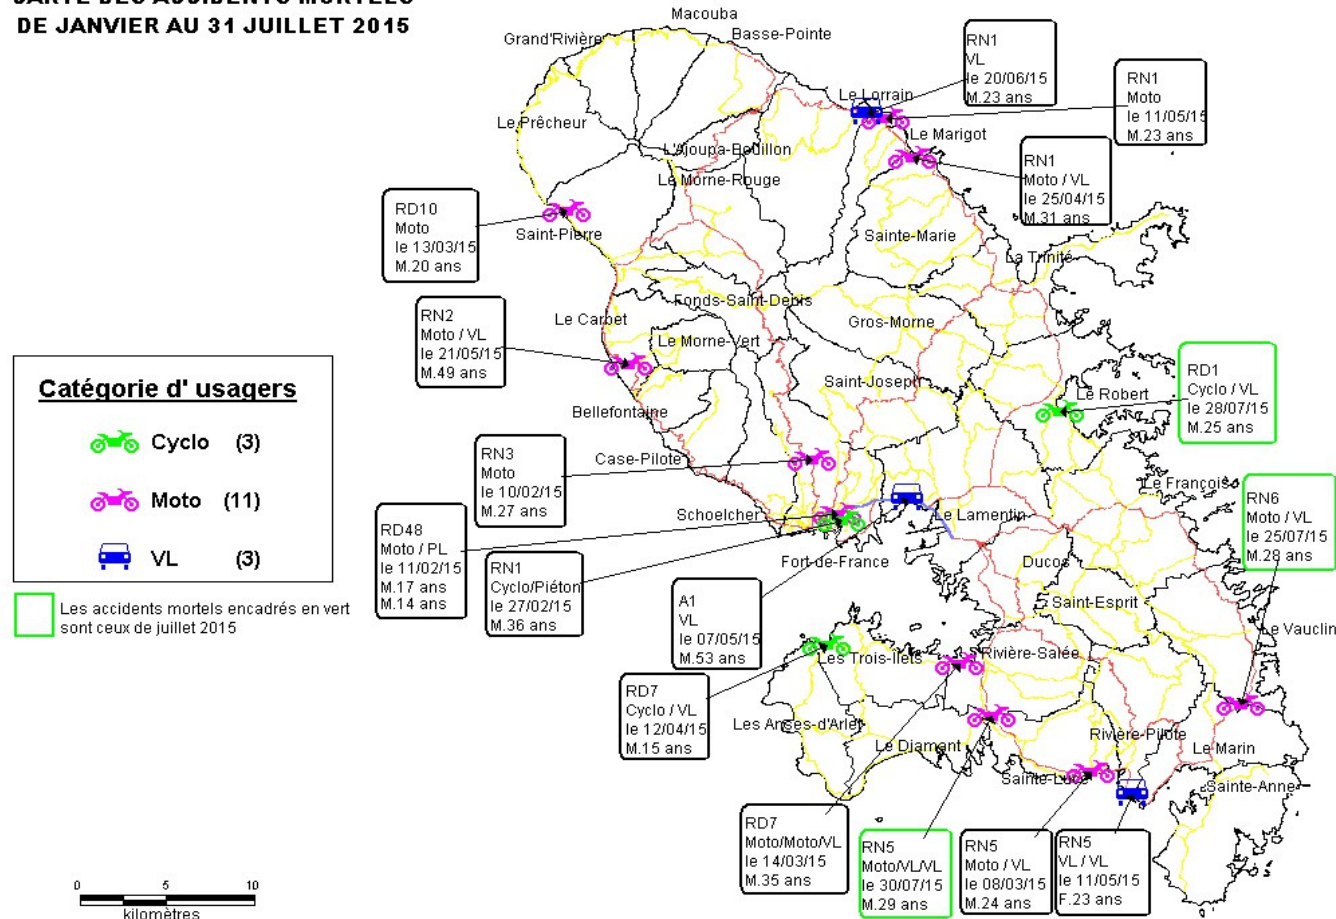 CARTE DES ACCIDENTS MORTELS
DE JANVIER AU 31 JUILLET 2015
Macouba
Grand'Rivière
Basse-Pointe
RN1
VL
le 20/06/15
M.23 ans
RN1
Moto
le 11/05/15
M.23 ans
Le Lorrain
Le Prêcheur
Le Marigot
L'Ajoupa-Bouillon
RN1
Moto / VL
le 25/04/15
M.31 ans
Le Morne-Rouge
RD10
Moto
le 13/03/15
M.20 ans
Saint-Pierre
Sainte-Marie
La Trinité
Fonds-Saint-Denis
RN2
Moto / VL
le 21/05/15
M.49 ans
Le Carbet
Gros-Morne
Le Morne-Vert
Saint-Joseph
RD1
Cyclo / VL
le 28/07/15
M.25 ans
Le Robert
Bellefontaine
Catégorie d' usagers
Cyclo (3)
Moto (11)
VL (3)
Les accidents mortels encadrés en vert
sont ceux de juillet 2015
RN3
Moto
le 10/02/15
M.27 ans
Case-Pilote
Le François
RN6
Moto / VL
le 25/07/15
M.28 ans
Schoelcher
Le Lamentin
RD48
Moto / PL
le 11/02/15
M.17 ans
M.14 ans
RN1
Cyclo/Piéton
le 27/02/15
M.36 ans
Fort-de-France
Ducos
A1
VL
le 07/05/15
M.53 ans
Saint-Esprit
Le Vauclin
Les Trois-Ilets
Rivière-Salée
RD7
Cyclo / VL
le 12/04/15
M.15 ans
Les Anses-d'Arlet
Le Diamant
Rivière-Pilote
Le Marin
Sainte-Luce
Sainte-Anne
RD7
Moto/Moto/VL
le 14/03/15
M.35 ans
RN5
Moto/VL/VL
le 30/07/15
M.29 ans
RN5
Moto / VL
le 08/03/15
M.24 ans
RN5
VL / VL
le 11/05/15
F.23 ans
0 5 10
kilomètres